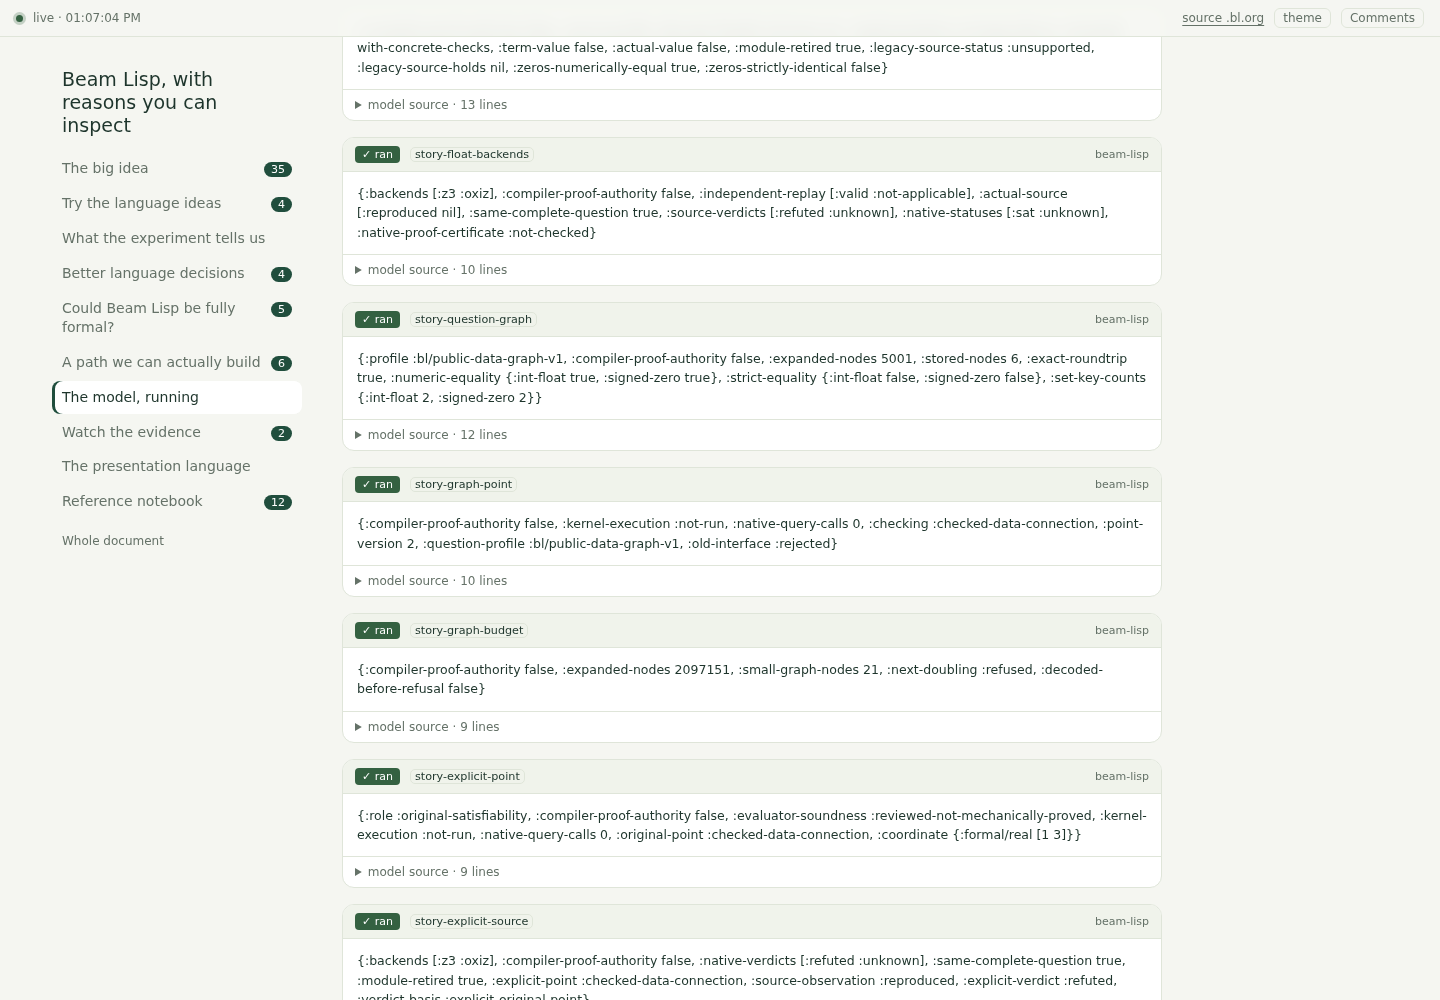 live · 01:07:04 PM
source .bl.org
theme
Comments
Beam Lisp, with
reasons you can
inspect
The big idea 35
Try the language ideas 4
What the experiment tells us
Better language decisions 4
Could Beam Lisp be fully 5
formal?
A path we can actually build 6
The model, running
Watch the evidence 2
The presentation language
Reference notebook 12
Whole document
with-concrete-checks, :term-value false, :actual-value false, :module-retired true, :legacy-source-status :unsupported,
:legacy-source-holds nil, :zeros-numerically-equal true, :zeros-strictly-identical false}
▶ model source · 13 lines
✓ ran story-float-backends beam-lisp
{:backends [:z3 :oxiz], :compiler-proof-authority false, :independent-replay [:valid :not-applicable], :actual-source
[:reproduced nil], :same-complete-question true, :source-verdicts [:refuted :unknown], :native-statuses [:sat :unknown],
:native-proof-certificate :not-checked}
▶ model source · 10 lines
✓ ran story-question-graph beam-lisp
{:profile :bl/public-data-graph-v1, :compiler-proof-authority false, :expanded-nodes 5001, :stored-nodes 6, :exact-roundtrip
true, :numeric-equality {:int-float true, :signed-zero true}, :strict-equality {:int-float false, :signed-zero false}, :set-key-counts
{:int-float 2, :signed-zero 2}}
▶ model source · 12 lines
✓ ran story-graph-point beam-lisp
{:compiler-proof-authority false, :kernel-execution :not-run, :native-query-calls 0, :checking :checked-data-connection, :point-
version 2, :question-profile :bl/public-data-graph-v1, :old-interface :rejected}
▶ model source · 10 lines
✓ ran story-graph-budget beam-lisp
{:compiler-proof-authority false, :expanded-nodes 2097151, :small-graph-nodes 21, :next-doubling :refused, :decoded-
before-refusal false}
▶ model source · 9 lines
✓ ran story-explicit-point beam-lisp
{:role :original-satisfiability, :compiler-proof-authority false, :evaluator-soundness :reviewed-not-mechanically-proved, :kernel-
execution :not-run, :native-query-calls 0, :original-point :checked-data-connection, :coordinate {:formal/real [1 3]}}
▶ model source · 9 lines
✓ ran story-explicit-source beam-lisp
{:backends [:z3 :oxiz], :compiler-proof-authority false, :native-verdicts [:refuted :unknown], :same-complete-question true,
:module-retired true, :explicit-point :checked-data-connection, :source-observation :reproduced, :explicit-verdict :refuted,
:verdict-basis :explicit-original-point}